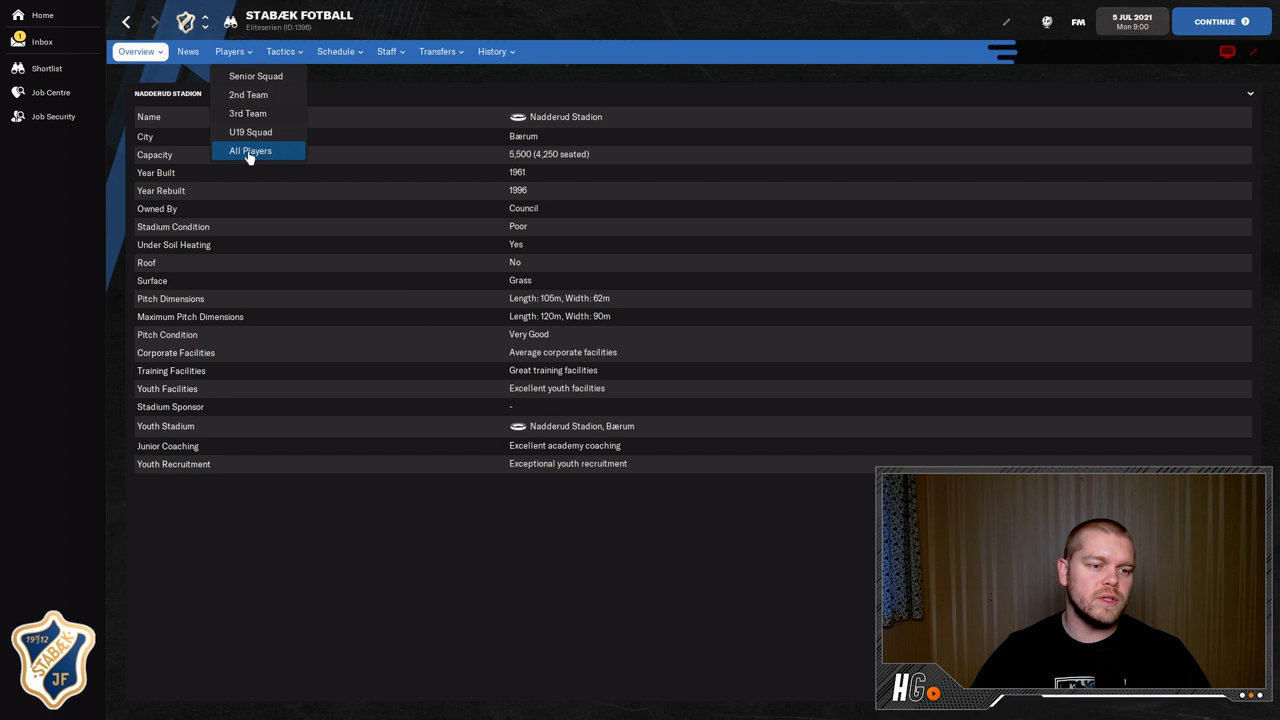 Home
1
Inbox
Shortlist
Job Centre
Job Security
STABÆK FOTBALL
Eliteserien (ID:1396)
FM
5 JUL 2021
Mon 9:00
CONTINUE
Overview
News
Players
Tactics
Schedule
Staff
Transfers
History
Senior Squad
2nd Team
3rd Team
U19 Squad
All Players
NADDERUD STADION
Name Nadderud Stadion
City Bærum
Capacity 5,500 (4,250 seated)
Year Built 1961
Year Rebuilt 1996
Owned By Council
Stadium Condition Poor
Under Soil Heating Yes
Roof No
Surface Grass
Pitch Dimensions Length: 105m, Width: 62m
Maximum Pitch Dimensions Length: 120m, Width: 90m
Pitch Condition Very Good
Corporate Facilities Average corporate facilities
Training Facilities Great training facilities
Youth Facilities Excellent youth facilities
Stadium Sponsor -
Youth Stadium Nadderud Stadion, Bærum
Junior Coaching Excellent academy coaching
Youth Recruitment Exceptional youth recruitment
19 12
STABÆK
JF
HG